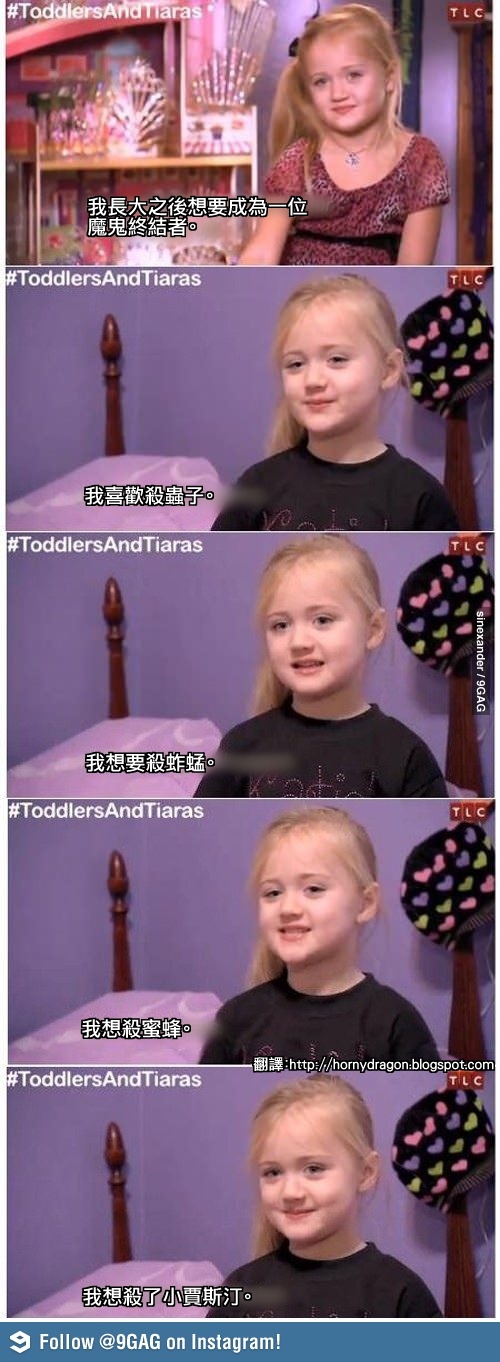 #ToddlersAndTiaras
TLC
我長大之後想要成為一位
魔鬼終結者。
#ToddlersAndTiaras
TLC
我喜歡殺蟲子。
#ToddlersAndTiaras
TLC
sinexander / 9GAG
我想要殺蚱蜢。
#ToddlersAndTiaras
TLC
我想殺蜜蜂。
翻譯:http://hornydragon.blogspot.com
#ToddlersAndTiaras
TLC
我想殺了小賈斯汀。
Follow @9GAG on Instagram!